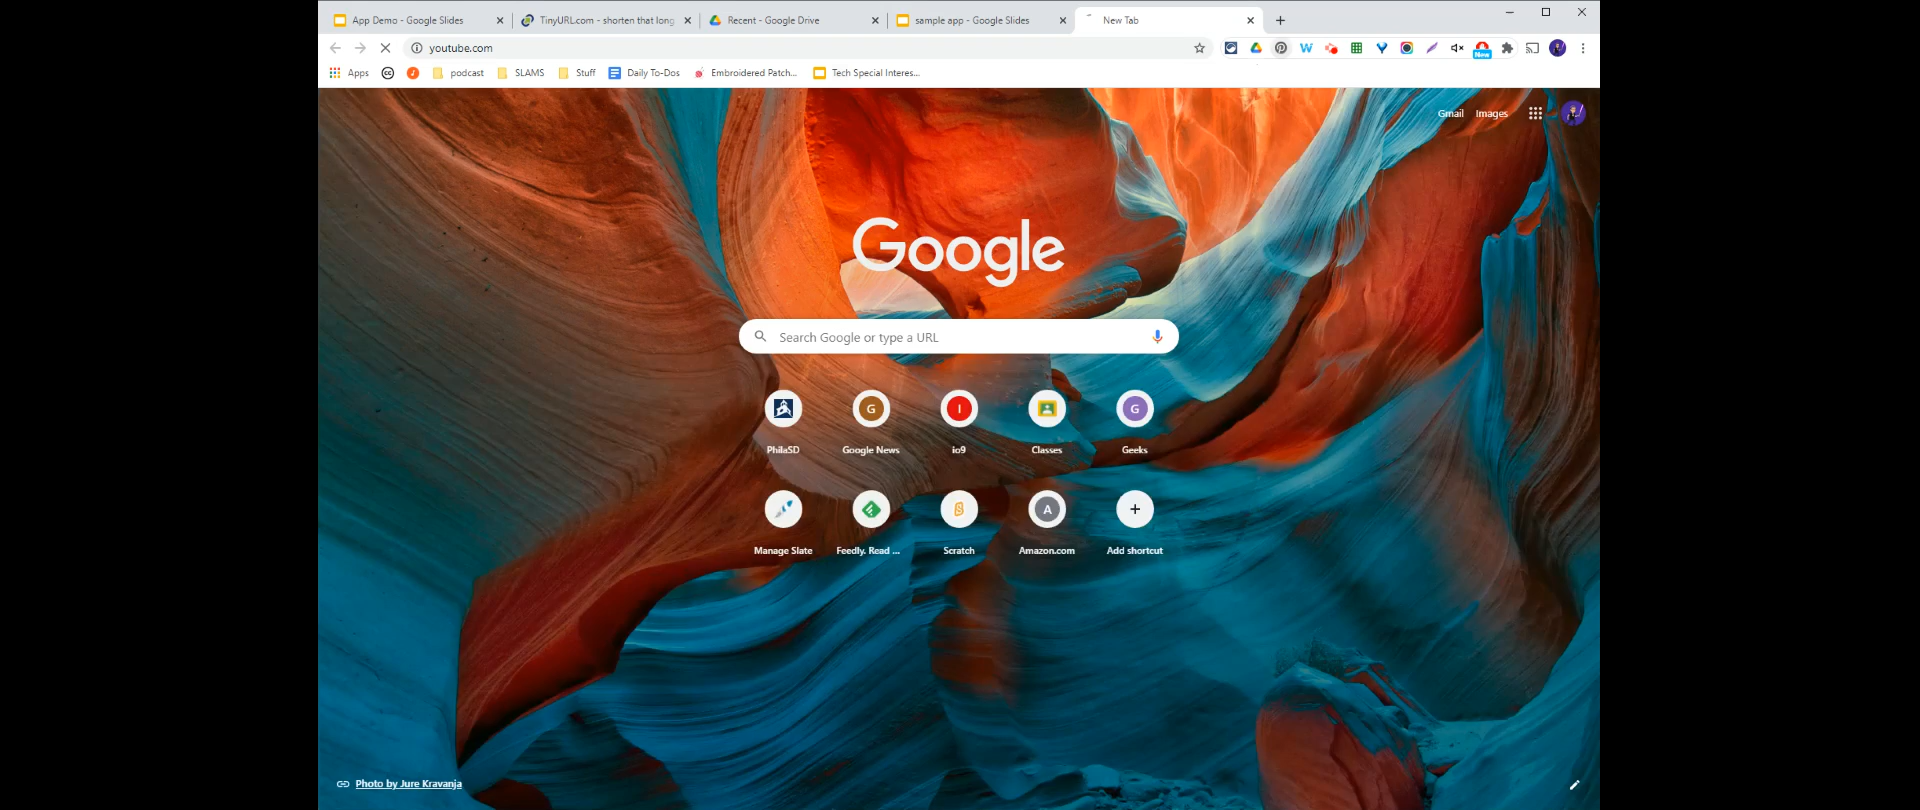 App Demo - Google Slides
TinyURL.com - shorten that long
Recent - Google Drive
sample app - Google Slides
New Tab
youtube.com
New
Apps
podcast
SLAMS
Stuff
Daily To-Dos
Embroidered Patch...
Tech Special Interes...
Gmail Images
Google
Search Google or type a URL
G I G
PhilaSD Google News io9 Classes Geeks
A
Manage Slate Feedly. Read ... Scratch Amazon.com Add shortcut
Photo by Jure Kravanja